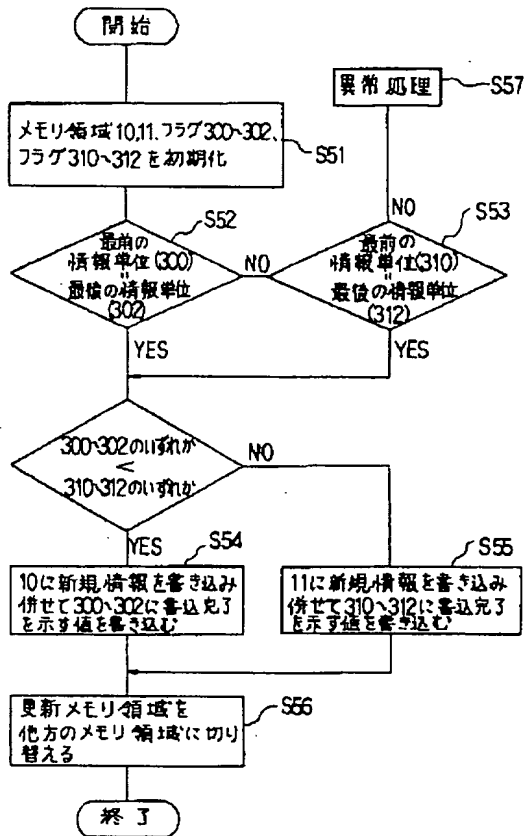 開始
メモリ領域10,11、フラグ300~302、
フラグ310~312を初期化
S51
異常処理
S57
S52
最前の
情報単位(300)
=
最後の情報単位
(302)
NO
NO
S53
最前の
情報単位(310)
=
最後の情報単位
(312)
YES
YES
300~302のいずれか
<
310~312のいずれか
NO
YES
S54
10に新規情報を書き込み
併せて300~302に書込完了
を示す値を書き込む
S55
11に新規情報を書き込み
併せて310~312に書込完了
を示す値を書き込む
更新メモリ領域を
他方のメモリ領域に切り
替える
S56
終了